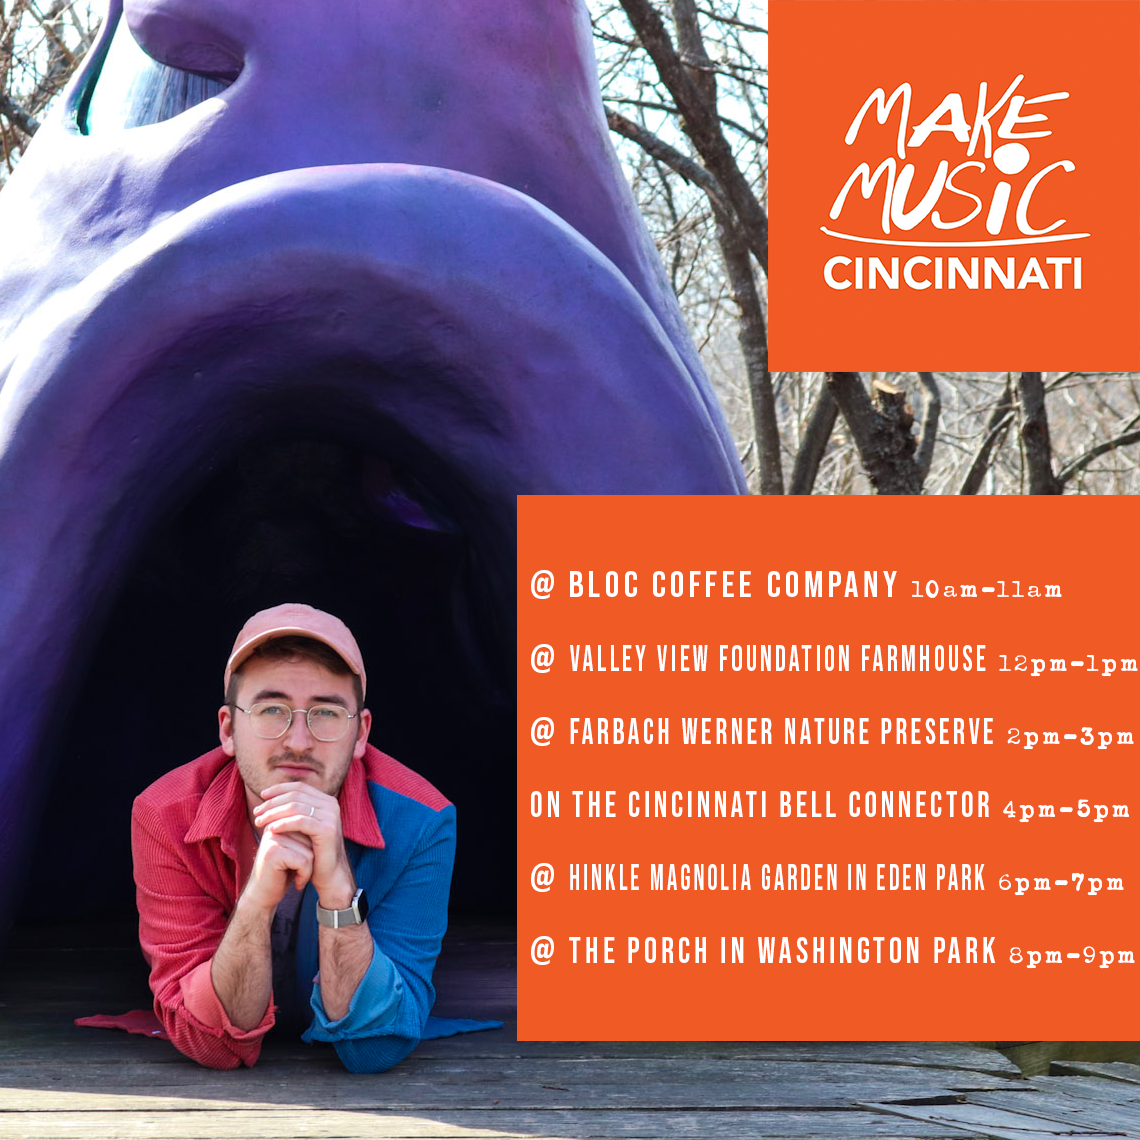 MAKE
MUSiC
CINCINNATI
@ BLOC COFFEE COMPANY 10am-11am
@ VALLEY VIEW FOUNDATION FARMHOUSE 12pm-1pm
@ FARBACH WERNER NATURE PRESERVE 2pm-3pm
ON THE CINCINNATI BELL CONNECTOR 4pm-5pm
@ HINKLE MAGNOLIA GARDEN IN EDEN PARK 6pm-7pm
@ THE PORCH IN WASHINGTON PARK 8pm-9pm